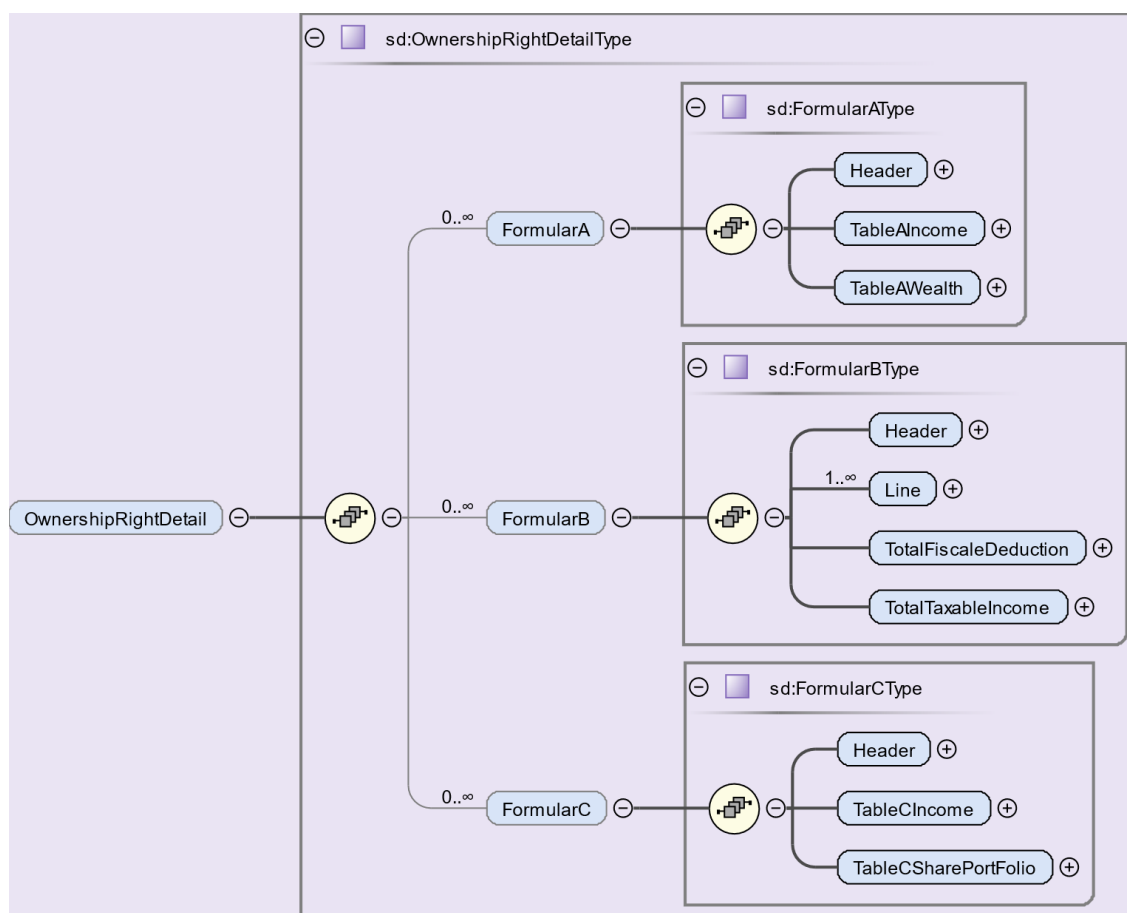 sd:OwnershipRightDetailType
sd:FormularAType
Header
0..∞
FormularA
TableAIncome
TableAWealth
sd:FormularBType
Header
1..∞
Line
OwnershipRightDetail
0..∞
FormularB
TotalFiscaleDeduction
TotalTaxableIncome
sd:FormularCType
Header
0..∞
FormularC
TableCIncome
TableCSharePortFolio